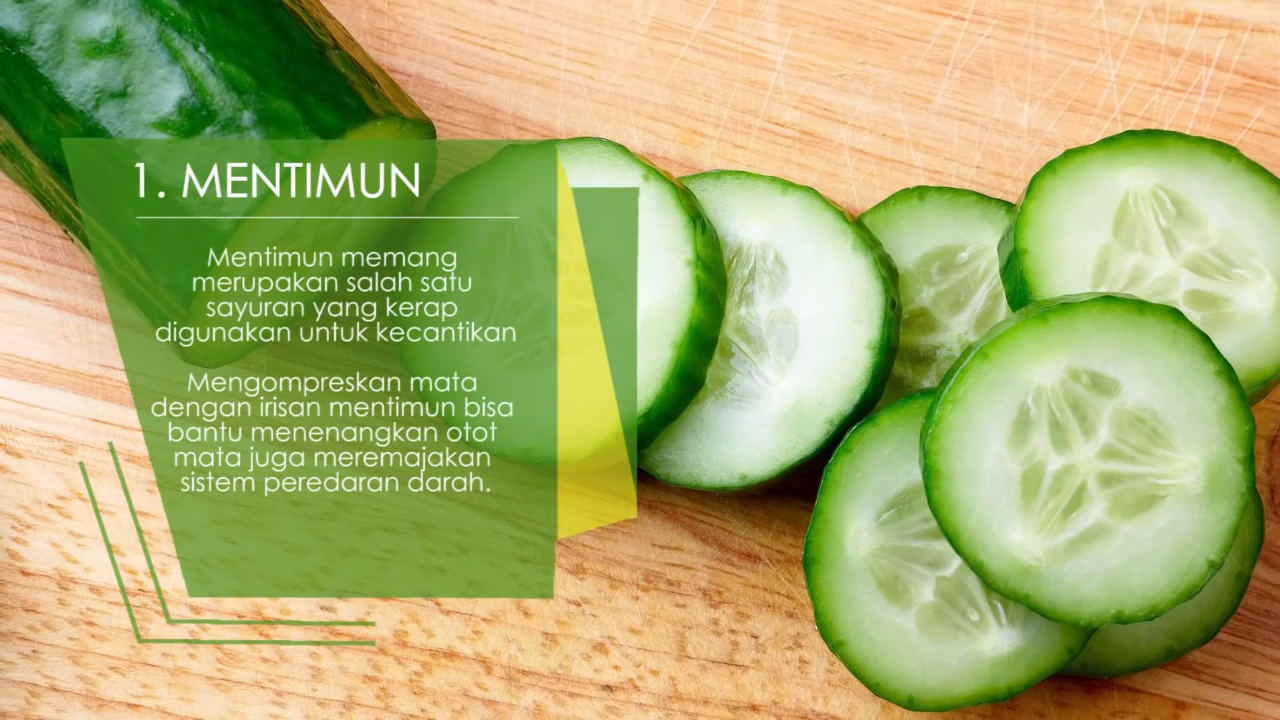 1. MENTIMUN
Mentimun memang
merupakan salah satu
sayuran yang kerap
digunakan untuk kecantikan
Mengompreskan mata
dengan irisan mentimun bisa
bantu menenangkan otot
mata juga meremajakan
sistem peredaran darah.